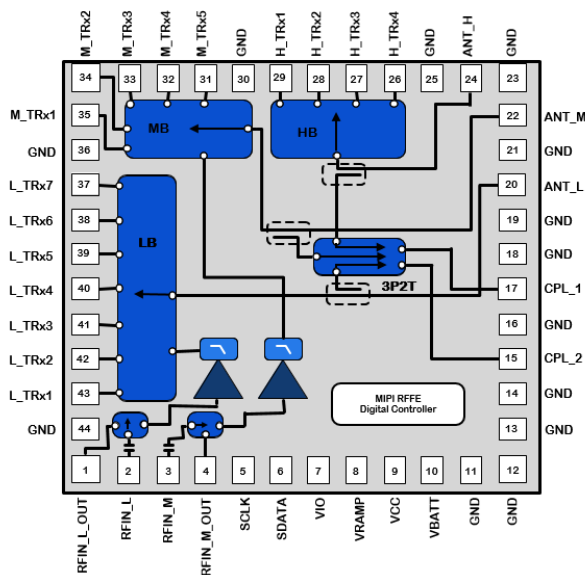 M_TRx2
M_TRx3
M_TRx4
M_TRx5
GND
H_TRx1
H_TRx2
H_TRx3
H_TRx4
GND
ANT_H
GND
34
33
32
31
30
29
28
27
26
25
24
23
M_TRx1
35
MB
HB
22
ANT_M
GND
36
21
GND
L_TRx7
37
20
ANT_L
L_TRx6
38
19
GND
L_TRx5
39
LB
18
GND
L_TRx4
40
3P2T
17
CPL_1
L_TRx3
41
16
GND
L_TRx2
42
15
CPL_2
L_TRx1
43
MIPI RFFE
Digital Controller
14
GND
GND
44
13
GND
1
2
3
4
5
6
7
8
9
10
11
12
RFIN_L_OUT
RFIN_L
RFIN_M
RFIN_M_OUT
SCLK
SDATA
VIO
VRAMP
VCC
VBATT
GND
GND